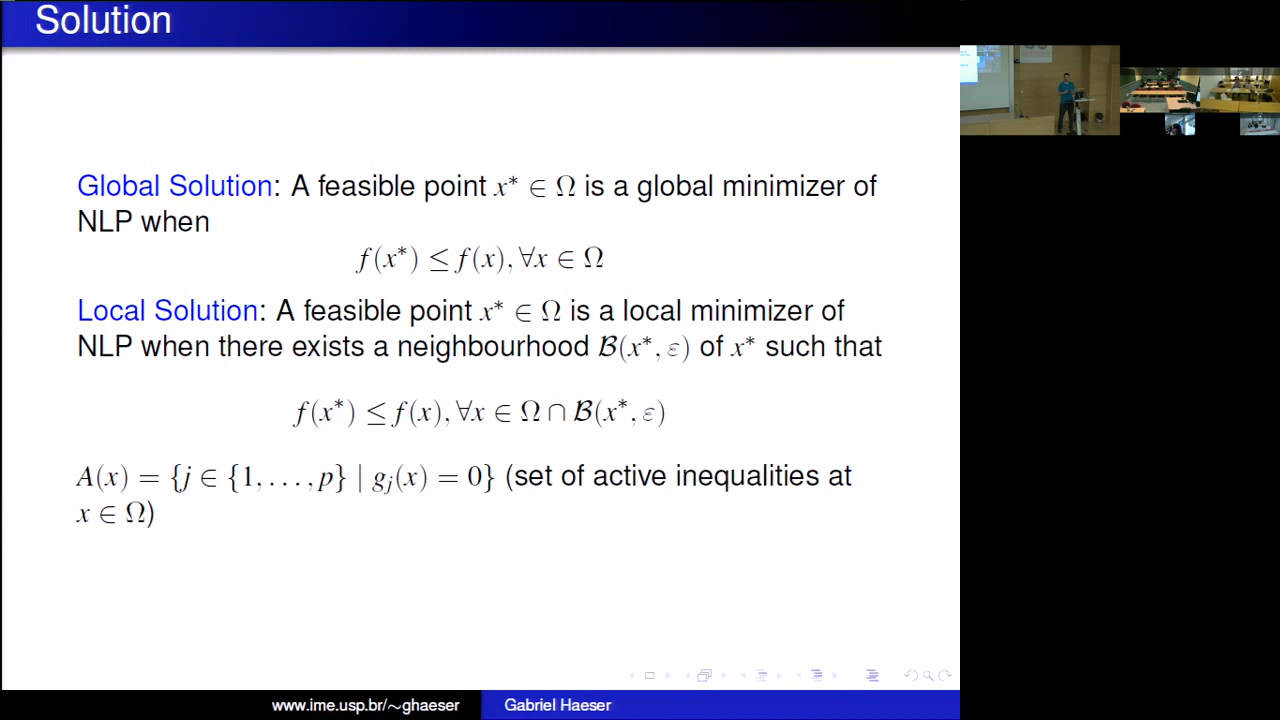 Solution
Global Solution: A feasible point x* ∈ Ω is a global minimizer of
NLP when
f(x*) ≤ f(x), ∀x ∈ Ω
Local Solution: A feasible point x* ∈ Ω is a local minimizer of
NLP when there exists a neighbourhood ℬ(x*, ε) of x* such that
f(x*) ≤ f(x), ∀x ∈ Ω ∩ ℬ(x*, ε)
A(x) = {j ∈ {1, . . . , p} | gⱼ(x) = 0} (set of active inequalities at
x ∈ Ω)
www.ime.usp.br/∼ghaeser
Gabriel Haeser